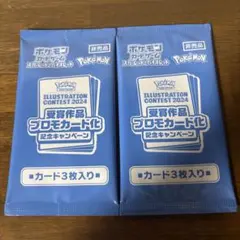 ポケモン
カードゲーム
非売品
Pokémon
Pokémon
ILLUSTRATION
CONTEST 2024
受賞作品
プロモカード化
記念キャンペーン
■カード3枚入り■
ポケモン
カードゲーム
非売品
Pokémon
Pokémon
ILLUSTRATION
CONTEST 2024
受賞作品
プロモカード化
記念キャンペーン
■カード3枚入り■